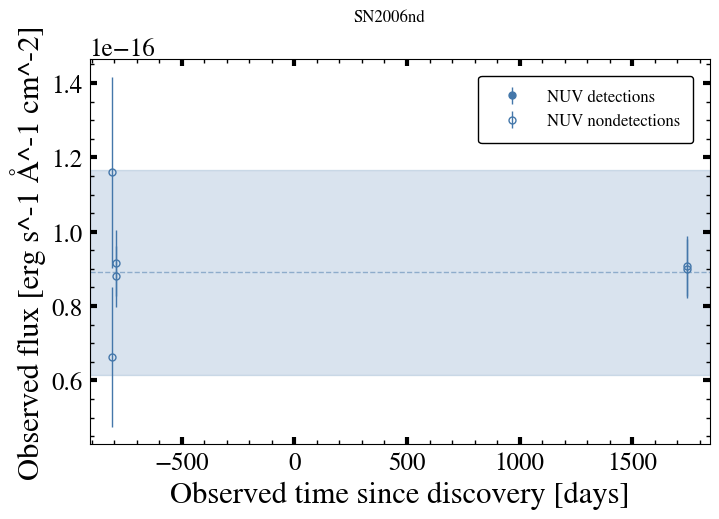 SN2006nd
1e−16
1.4
1.2
1.0
0.8
0.6
Observed flux [erg s^-1 Å^-1 cm^-2]
NUV detections
NUV nondetections
−500
0
500
1000
1500
Observed time since discovery [days]